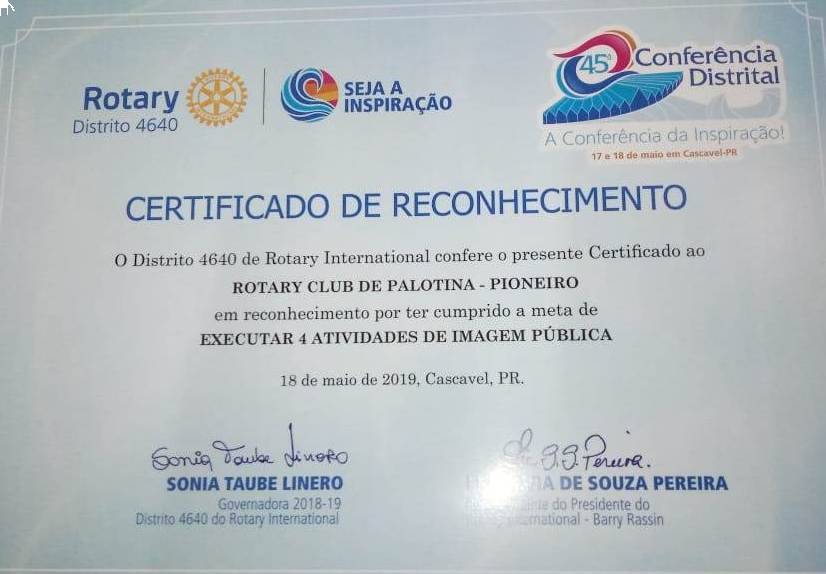 Rotary
Distrito 4640
SEJA A
INSPIRAÇÃO
45ª Conferência
Distrital
A Conferência da Inspiração!
17 e 18 de maio em Cascavel-PR
CERTIFICADO DE RECONHECIMENTO
O Distrito 4640 de Rotary International confere o presente Certificado ao
ROTARY CLUB DE PALOTINA - PIONEIRO
em reconhecimento por ter cumprido a meta de
EXECUTAR 4 ATIVIDADES DE IMAGEM PÚBLICA
18 de maio de 2019, Cascavel, PR.
Sonia Taube Linero
SONIA TAUBE LINERO
Governadora 2018-19
Distrito 4640 do Rotary International
Pereira.
DE SOUZA PEREIRA
do Presidente do
International - Barry Rassin